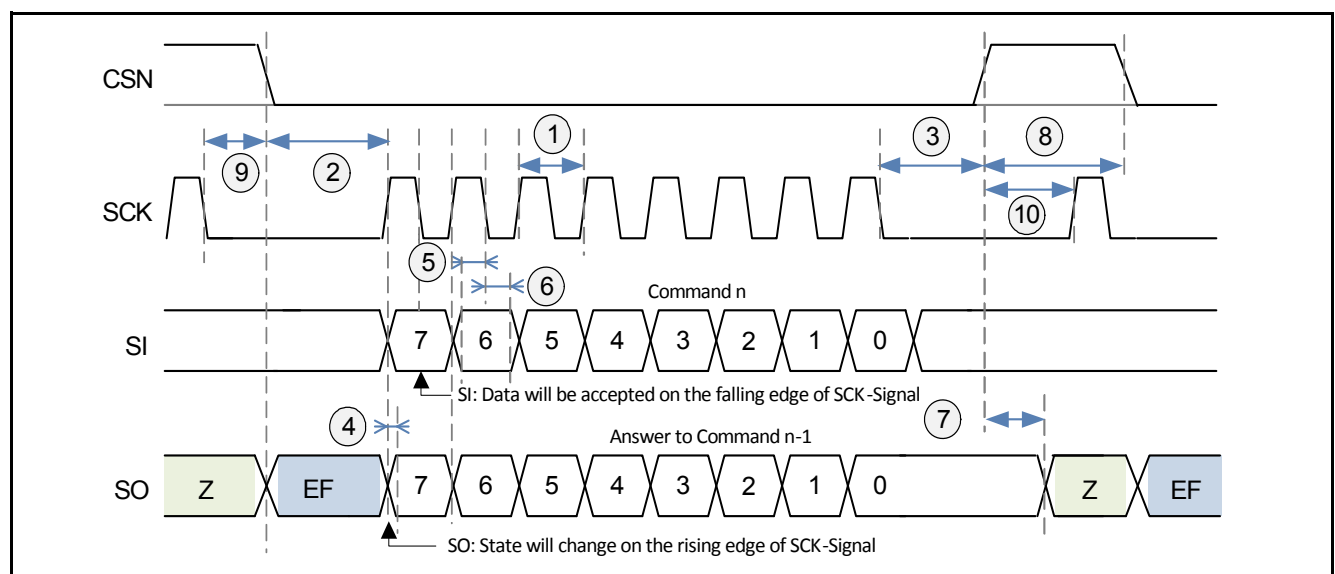 CSN
1
3
8
9
2
10
SCK
5
6
Command n
SI
7 6 5 4 3 2 1 0
SI: Data will be accepted on the falling edge of SCK-Signal
4
7
Answer to Command n-1
SO
Z EF 7 6 5 4 3 2 1 0 Z EF
SO: State will change on the rising edge of SCK-Signal